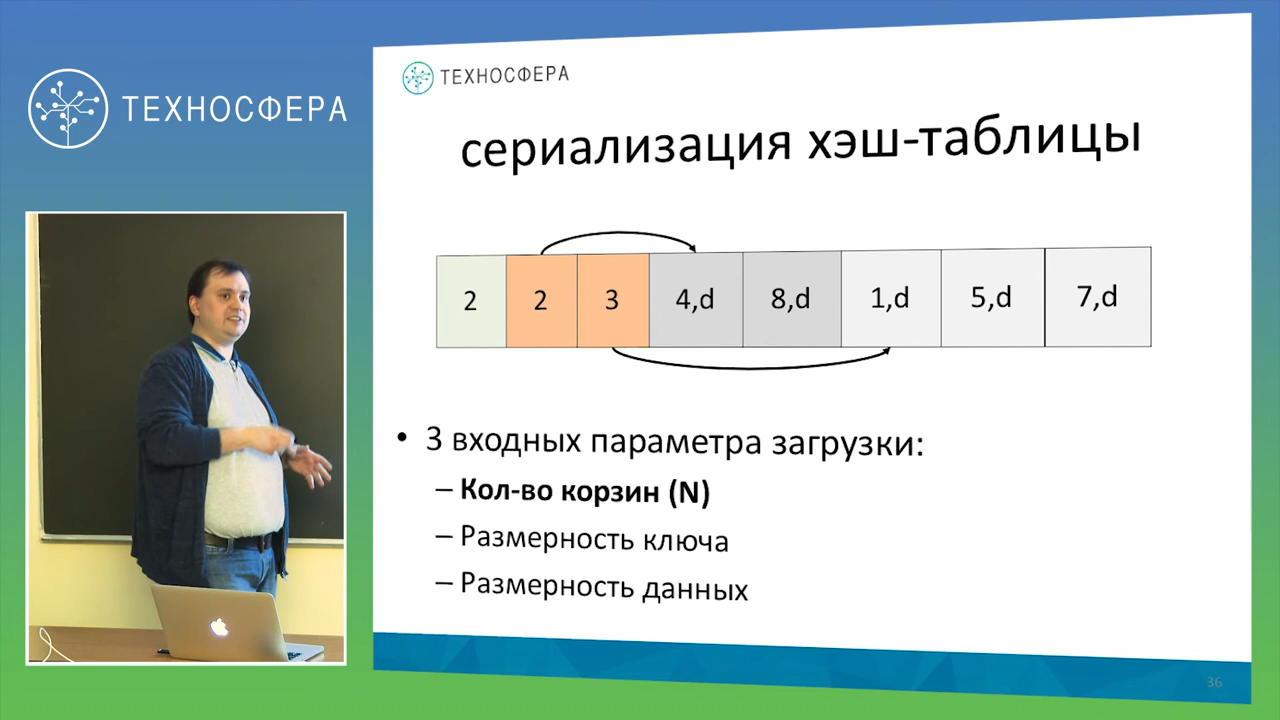 ТЕХНОСФЕРА
ТЕХНОСФЕРА
сериализация хэш-таблицы
2 2 3 4,d 8,d 1,d 5,d 7,d
• 3 входных параметра загрузки:
– Кол-во корзин (N)
– Размерность ключа
– Размерность данных
36